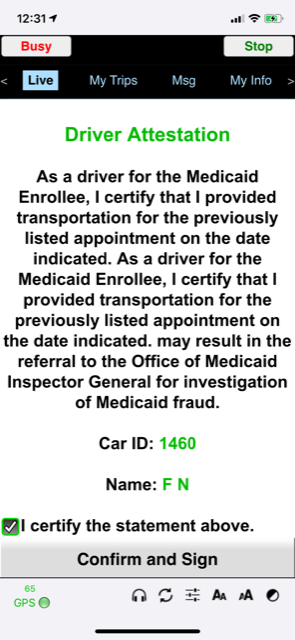 12:31
Busy
Stop
< Live My Trips Msg My Info >
Driver Attestation
As a driver for the Medicaid
Enrollee, I certify that I provided
transportation for the previously
listed appointment on the date
indicated. As a driver for the
Medicaid Enrollee, I certify that I
provided transportation for the
previously listed appointment on
the date indicated. may result in the
referral to the Office of Medicaid
Inspector General for investigation
of Medicaid fraud.
Car ID: 1460
Name: F N
I certify the statement above.
Confirm and Sign
65
GPS
AA AA